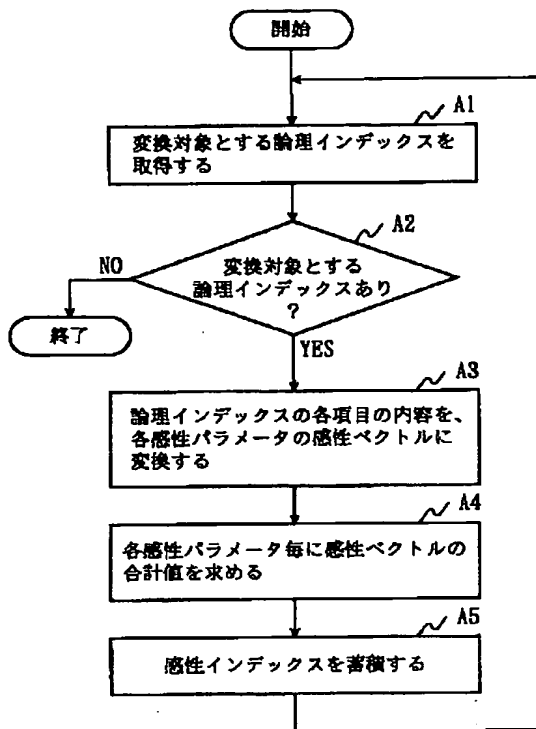 開始
A1
変換対象とする論理インデックスを
取得する
A2
変換対象とする
論理インデックスあり
?
NO
終了
YES
A3
論理インデックスの各項目の内容を、
各感性パラメータの感性ベクトルに
変換する
A4
各感性パラメータ毎に感性ベクトルの
合計値を求める
A5
感性インデックスを蓄積する